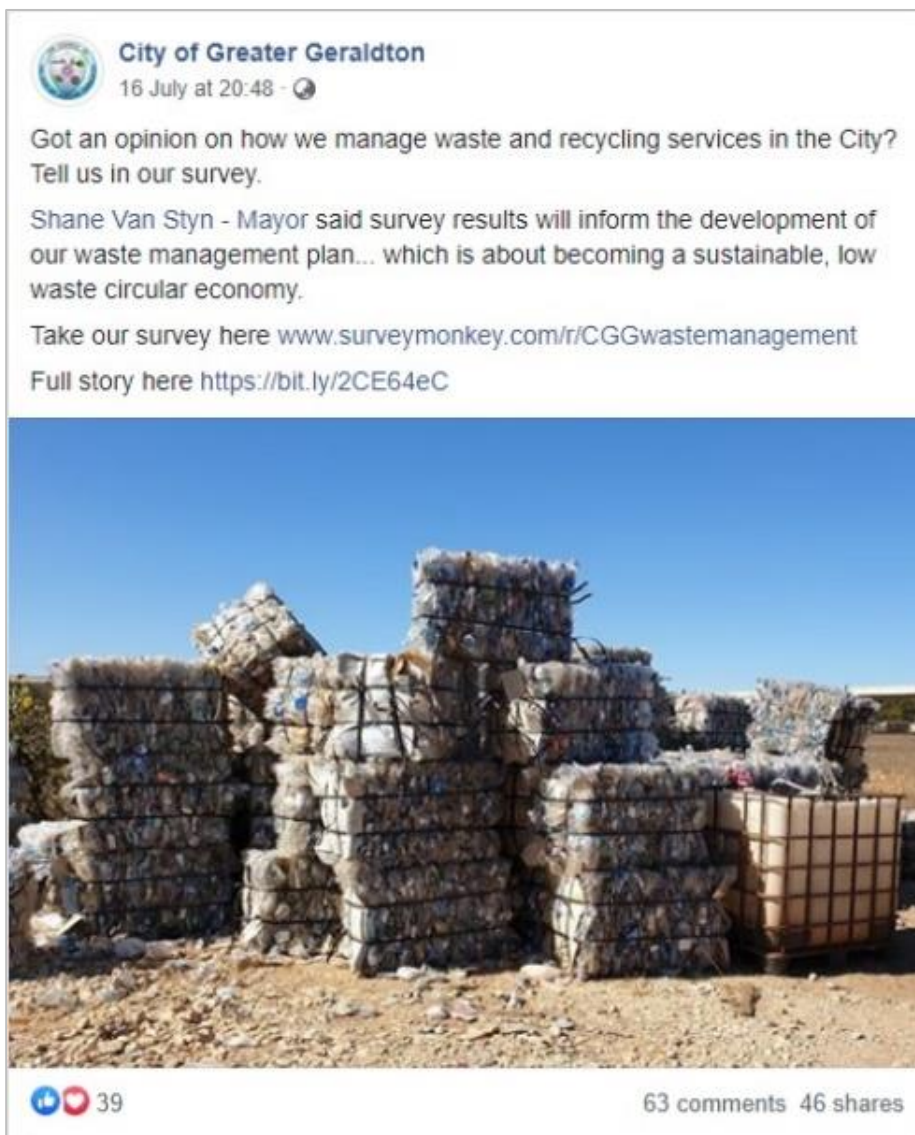 City of Greater Geraldton
16 July at 20:48 ·
Got an opinion on how we manage waste and recycling services in the City?
Tell us in our survey.
Shane Van Styn - Mayor said survey results will inform the development of
our waste management plan... which is about becoming a sustainable, low
waste circular economy.
Take our survey here www.surveymonkey.com/r/CGGwastemanagement
Full story here https://bit.ly/2CE64eC
39
63 comments 46 shares